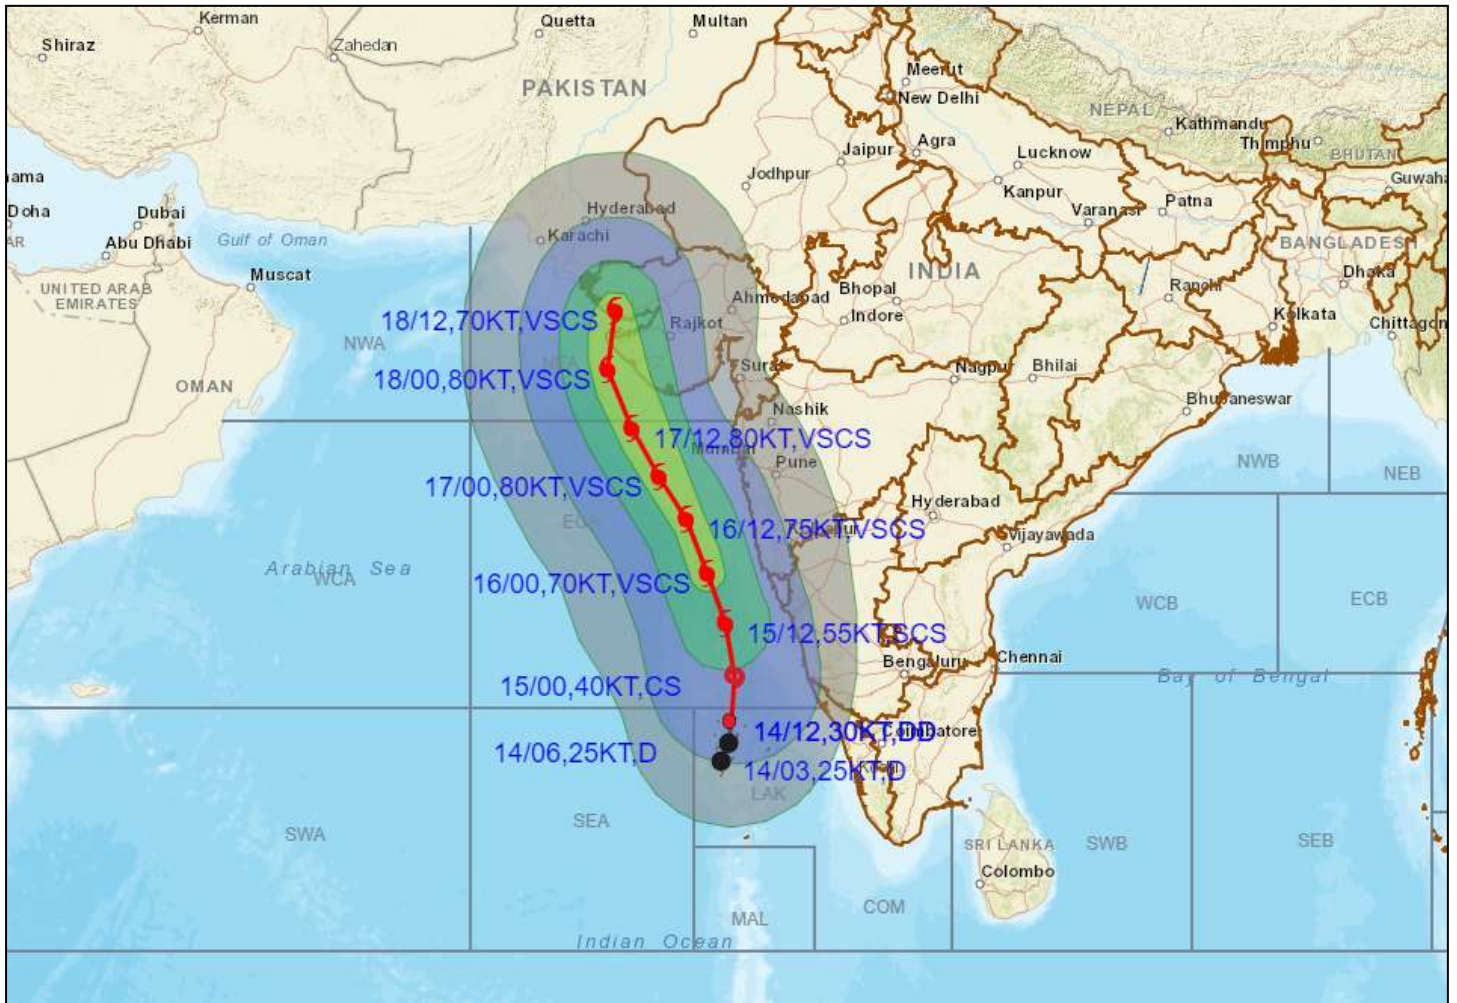 Kerman
Quetta
Multan
Shiraz
Zahedan
PAKISTAN
Meerut
New Delhi
NEPAL
Kathmandu
Agra
Lucknow
Thimphu
BHUTAN
Jaipur
Jodhpur
Kanpur
Guwaha
ama
Doha
Dubai
Hyderabad
Varanasi
Patna
AR
Abu Dhabi
Gulf of Oman
Karachi
BANGLADESH
Muscat
INDIA
Dhaka
UNITED ARAB
EMIRATES
Bhopal
Ranchi
Ahmedabad
Indore
Kolkata
Chittagon
18/12,70KT,VSCS
Rajkot
NWA
OMAN
18/00,80KT,VSCS
Surat
Nagpur
Bhilai
Bhubaneswar
Nashik
17/12,80KT,VSCS
Mumbai
Pune
NWB
NEB
17/00,80KT,VSCS
Hyderabad
16/12,75KT,VSCS
Vijayawada
Arabian Sea
WCA
16/00,70KT,VSCS
WCB
ECB
15/12,55KT,SCS
Bengaluru
Chennai
Bay of Bengal
15/00,40KT,CS
14/12,30KT,DD
Coimbatore
14/06,25KT,D
14/03,25KT,D
LAK
SWA
SEA
SRI LANKA
SWB
SEB
Colombo
MAL
COM
Indian Ocean